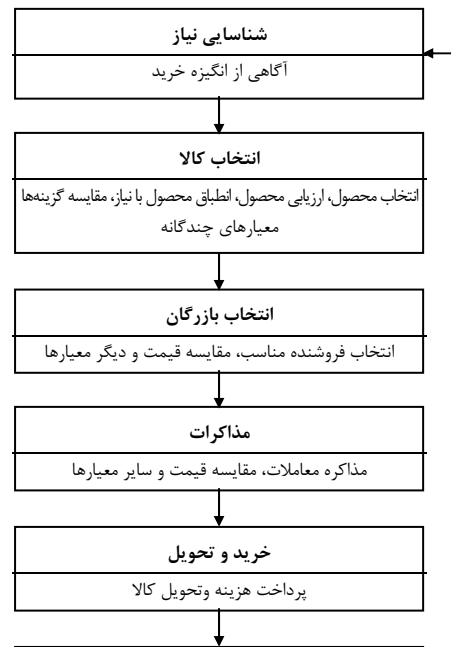 شناسایی نیاز
آگاهی از انگیزه خرید
انتخاب کالا
انتخاب محصول، ارزیابی محصول، انطباق محصول با نیاز، مقایسه گزینه‌ها
معیارهای چندگانه
انتخاب بازرگان
انتخاب فروشنده مناسب، مقایسه قیمت و دیگر معیارها
مذاکرات
مذاکره معاملات، مقایسه قیمت و سایر معیارها
خرید و تحویل
پرداخت هزینه وتحویل کالا